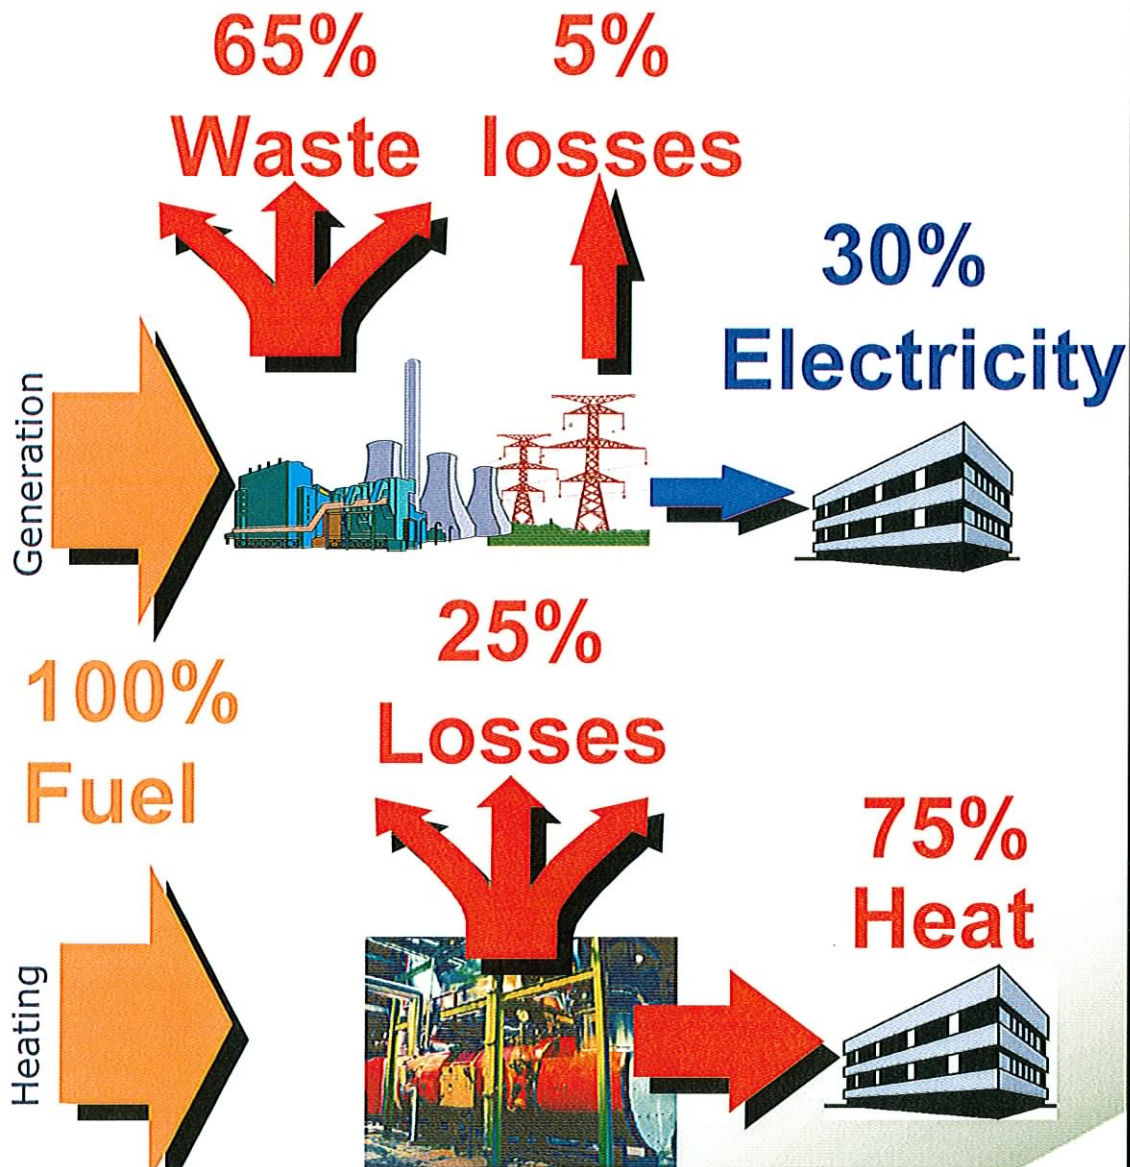 65%
Waste
5%
losses
30%
Electricity
Generation
100%
Fuel
25%
Losses
75%
Heat
Heating